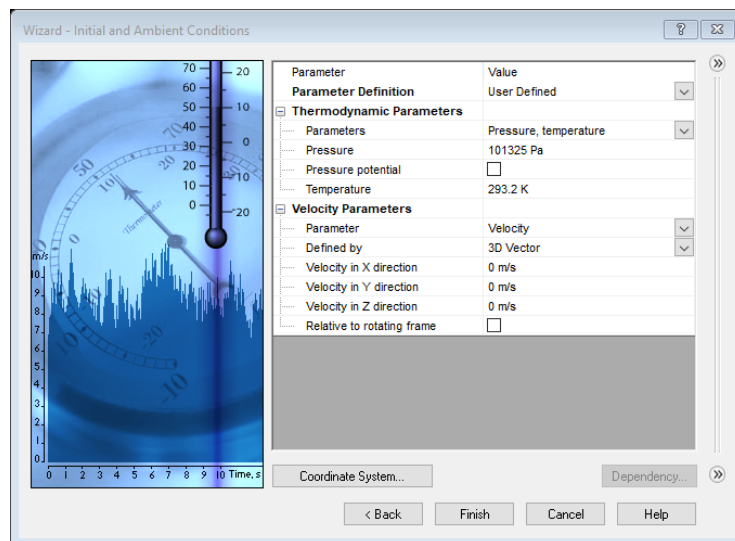 Wizard - Initial and Ambient Conditions
?
Parameter Value
Parameter Definition User Defined
Thermodynamic Parameters
Parameters Pressure, temperature
Pressure 101325 Pa
Pressure potential
Temperature 293.2 K
Velocity Parameters
Parameter Velocity
Defined by 3D Vector
Velocity in X direction 0 m/s
Velocity in Y direction 0 m/s
Velocity in Z direction 0 m/s
Relative to rotating frame
70 20
60
50 10
40
30 0
20
10 -10
0 -20
Thermometer
m/s
10
9
8
7
6
5
4
3
2
1
0
0 1 2 3 4 5 6 7 8 9 10 Time, s
Coordinate System...
Dependency...
< Back Finish Cancel Help